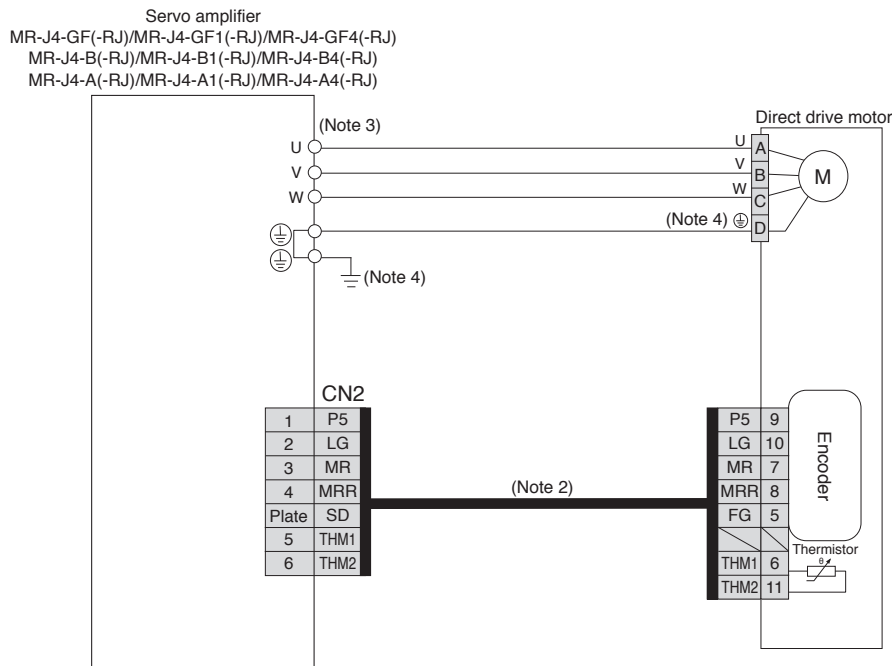 Servo amplifier
MR-J4-GF(-RJ)/MR-J4-GF1(-RJ)/MR-J4-GF4(-RJ)
MR-J4-B(-RJ)/MR-J4-B1(-RJ)/MR-J4-B4(-RJ)
MR-J4-A(-RJ)/MR-J4-A1(-RJ)/MR-J4-A4(-RJ)
Direct drive motor
(Note 3)
U U A
V V B
W W C
M
(Note 4) D
(Note 4)
CN2
1 P5
2 LG
3 MR
4 MRR
Plate SD
5 THM1
6 THM2
(Note 2)
P5 9
LG 10
MR 7
MRR 8
FG 5
THM1 6
THM2 11
Encoder
Thermistor
θ